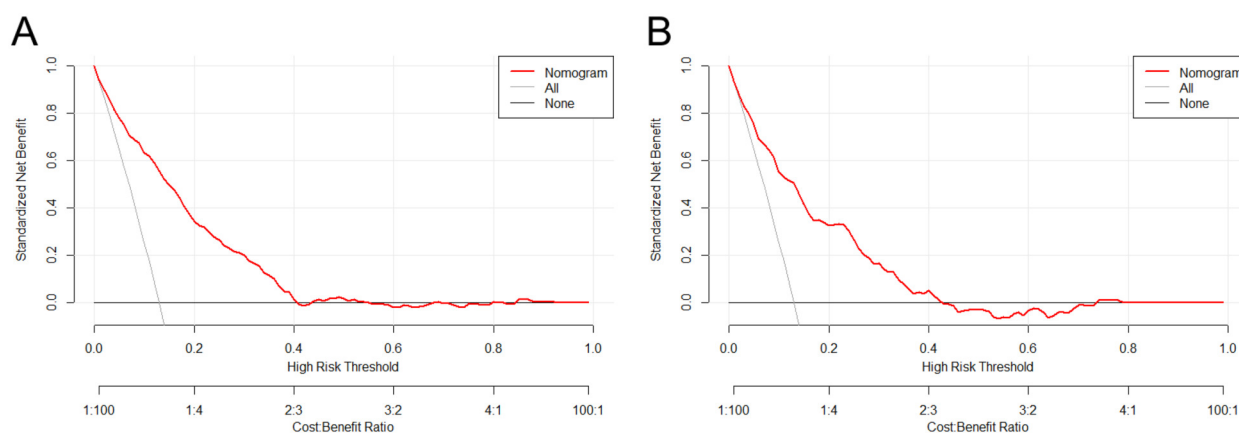 A
Standardized Net Benefit
1.0
0.8
0.6
0.4
0.2
0.0
Nomogram
All
None
0.0 0.2 0.4 0.6 0.8 1.0
High Risk Threshold
1:100 1:4 2:3 3:2 4:1 100:1
Cost:Benefit Ratio
B
Standardized Net Benefit
1.0
0.8
0.6
0.4
0.2
0.0
Nomogram
All
None
0.0 0.2 0.4 0.6 0.8 1.0
High Risk Threshold
1:100 1:4 2:3 3:2 4:1 100:1
Cost:Benefit Ratio